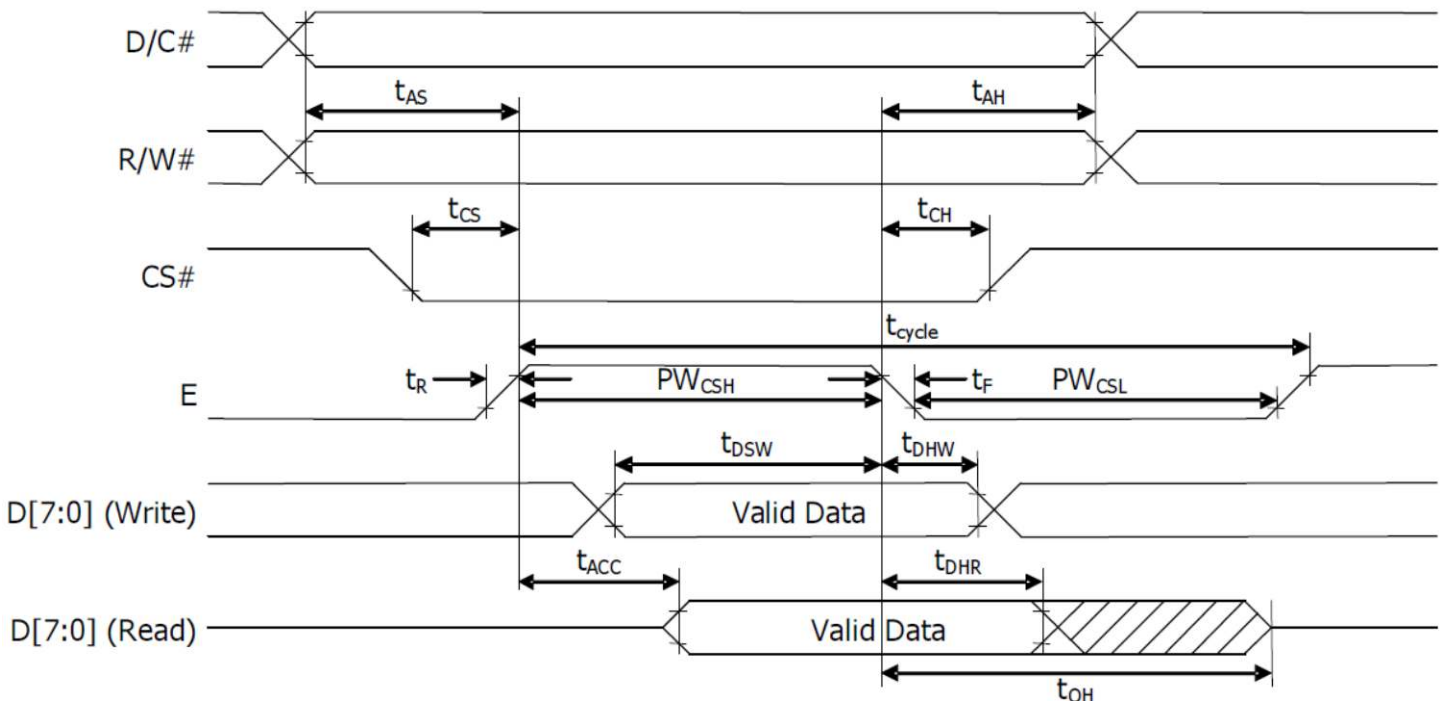 D/C#
tAS tAH
R/W#
tCS tCH
CS#
tcycle
tR PWCSH tF PWCSL
E
tDSW tDHW
D[7:0] (Write) Valid Data
tACC tDHR
D[7:0] (Read) Valid Data
tOH